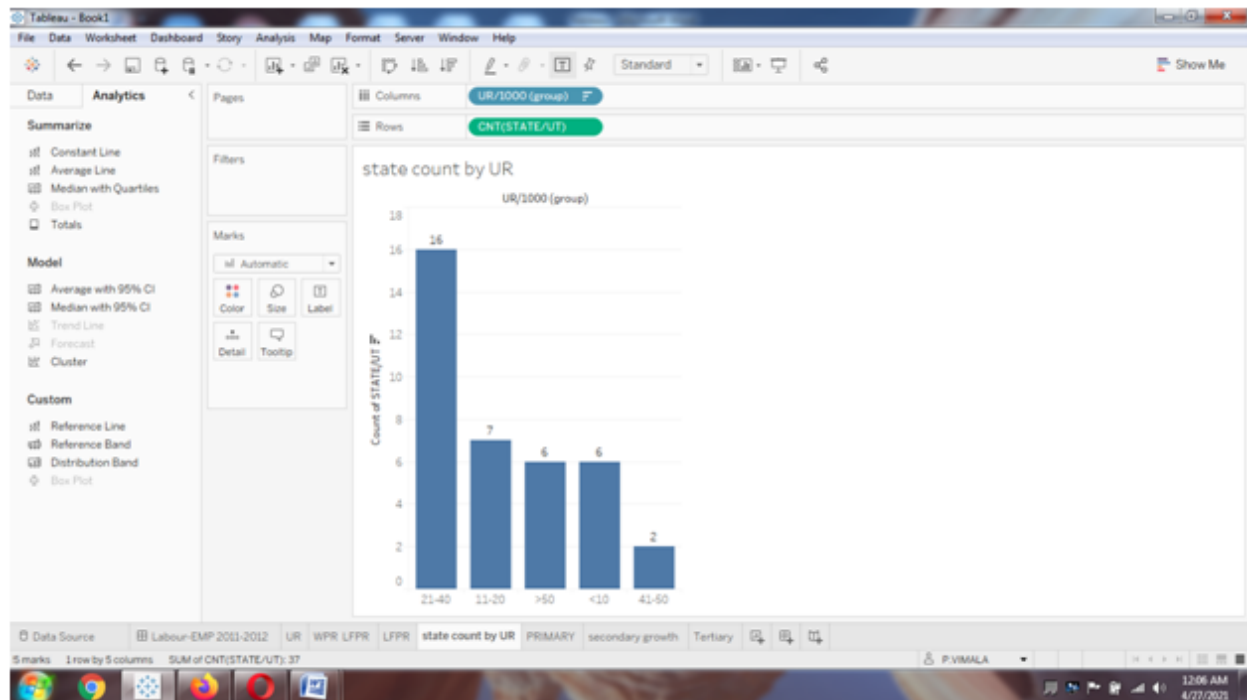 Tableau - Book1
File Data Worksheet Dashboard Story Analysis Map Format Server Window Help
Standard
Show Me
Data Analytics
Pages
Columns UR/1000 (group)
Rows CNT(STATE/UT)
Summarize
Constant Line
Average Line
Median with Quartiles
Box Plot
Totals
Model
Average with 95% CI
Median with 95% CI
Trend Line
Forecast
Cluster
Custom
Reference Line
Reference Band
Distribution Band
Box Plot
Filters
Marks
Automatic
Color Size Label
Detail Tooltip
state count by UR
UR/1000 (group)
Count of STATE/UT
18
16
14
12
10
8
6
4
2
0
16
7
6
6
2
21-40 11-20 >50 <10 41-50
Data Source Labour-EMP 2011-2012 UR WPR LFPR LFPR state count by UR PRIMARY secondary growth Tertiary
5 marks 1 row by 5 columns SUM of CNT(STATE/UT): 37 P.VIMALA
12:06 AM
4/27/2021